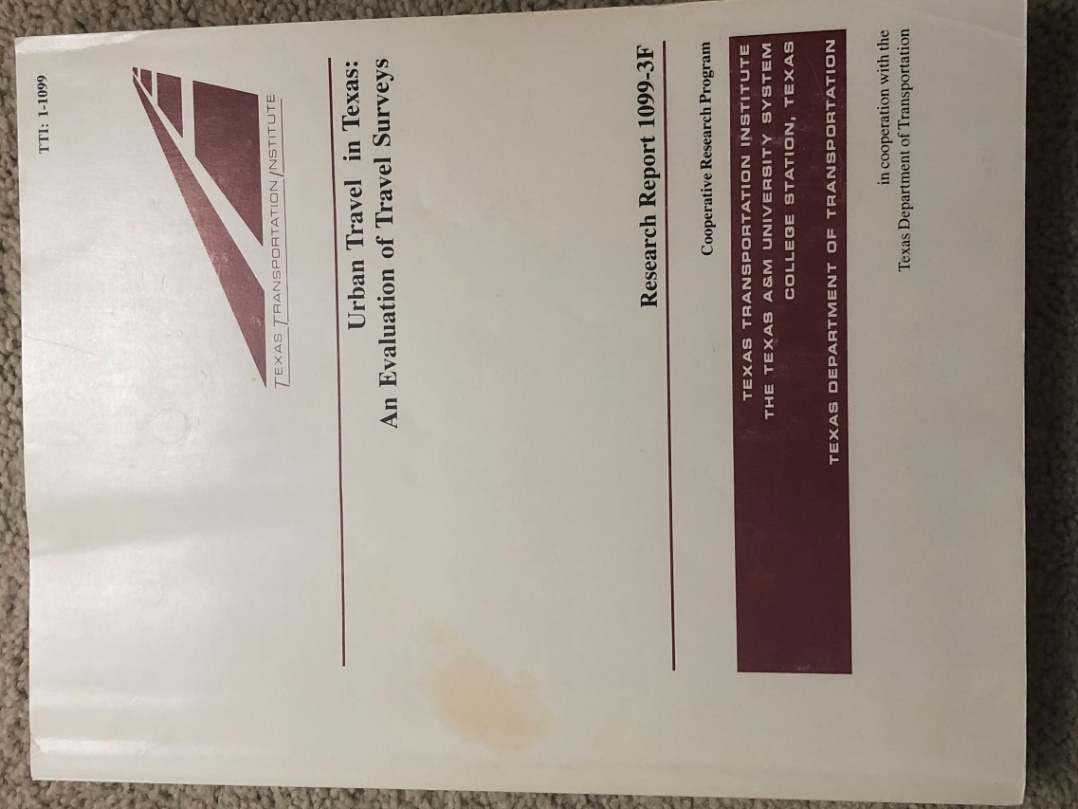 TTI: 1-1099
TEXAS TRANSPORTATION INSTITUTE
Urban Travel in Texas:
An Evaluation of Travel Surveys
Research Report 1099-3F
Cooperative Research Program
TEXAS TRANSPORTATION INSTITUTE
THE TEXAS A&M UNIVERSITY SYSTEM
COLLEGE STATION, TEXAS
TEXAS DEPARTMENT OF TRANSPORTATION
in cooperation with the
Texas Department of Transportation